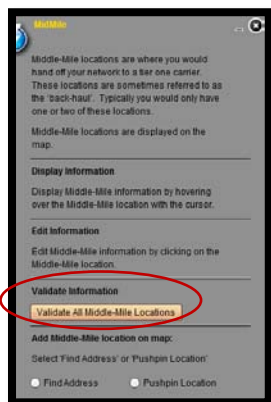 MidMile
Middle-Mile locations are where you would
hand off your network to a tier one carrier.
These locations are sometimes referred to as
the 'back-haul'. Typically you would only have
one or two of these locations.
Middle-Mile locations are displayed on the
map.
Display Information
Display Middle-Mile information by hovering
over the Middle-Mile location with the cursor.
Edit Information
Edit Middle-Mile information by clicking on the
Middle-Mile location.
Validate Information
Validate All Middle-Mile Locations
Add Middle-Mile location on map:
Select 'Find Address' or 'Pushpin Location'
Find Address Pushpin Location